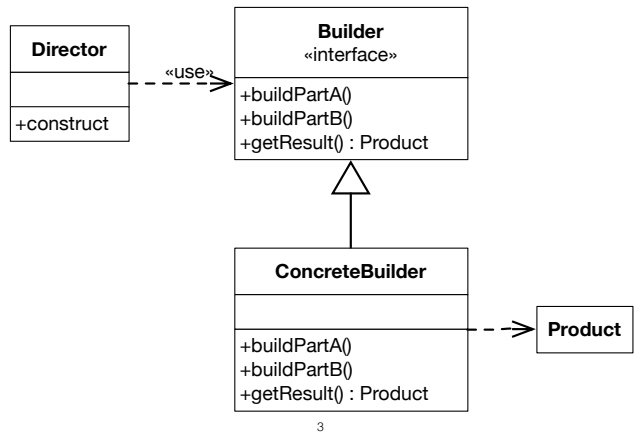 Director
+construct
«use»
Builder
«interface»
+buildPartA()
+buildPartB()
+getResult() : Product
ConcreteBuilder
+buildPartA()
+buildPartB()
+getResult() : Product
Product
3